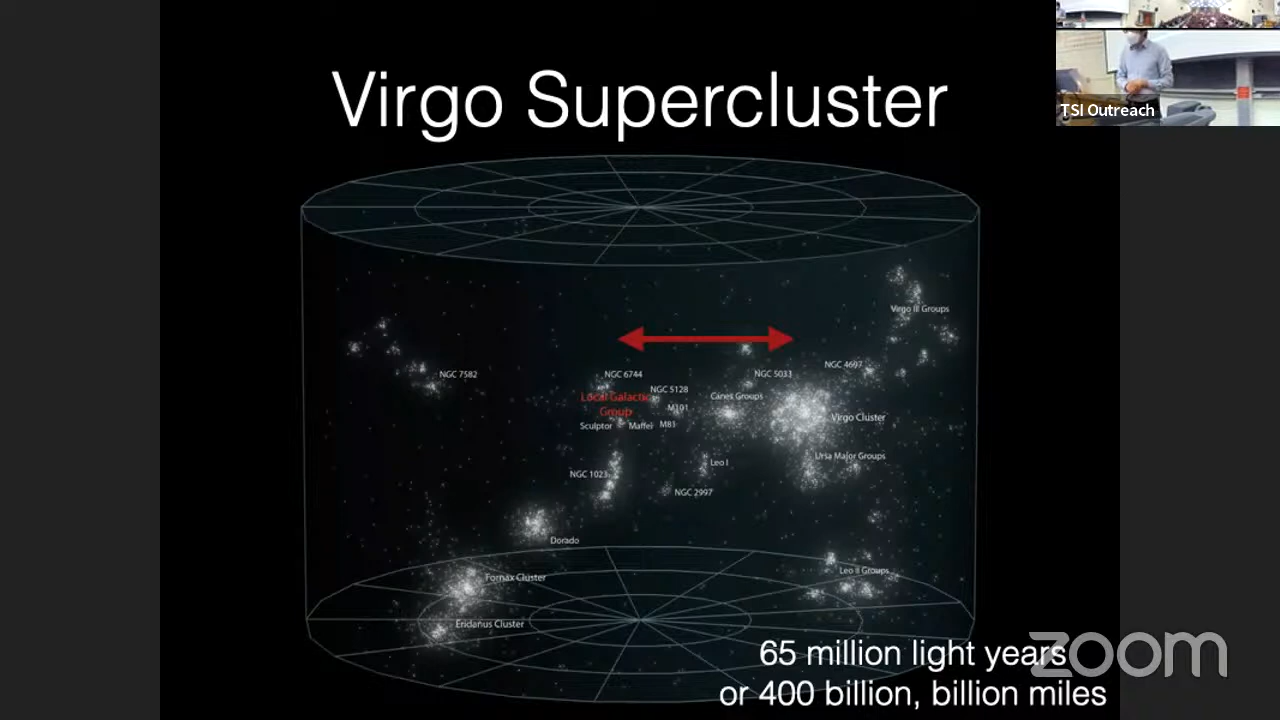 Virgo Supercluster
TSI Outreach
Virgo III Groups
NGC 7582
NGC 6744
NGC 5033
NGC 4697
NGC 5128
Local Galactic
Group
Canes Groups
M101
Virgo Cluster
Sculptor
Maffei
M81
Ursa Major Groups
Leo I
NGC 1023
NGC 2997
Dorado
Leo II Groups
Fornax Cluster
Eridanus Cluster
65 million light years
or 400 billion, billion miles
zoom